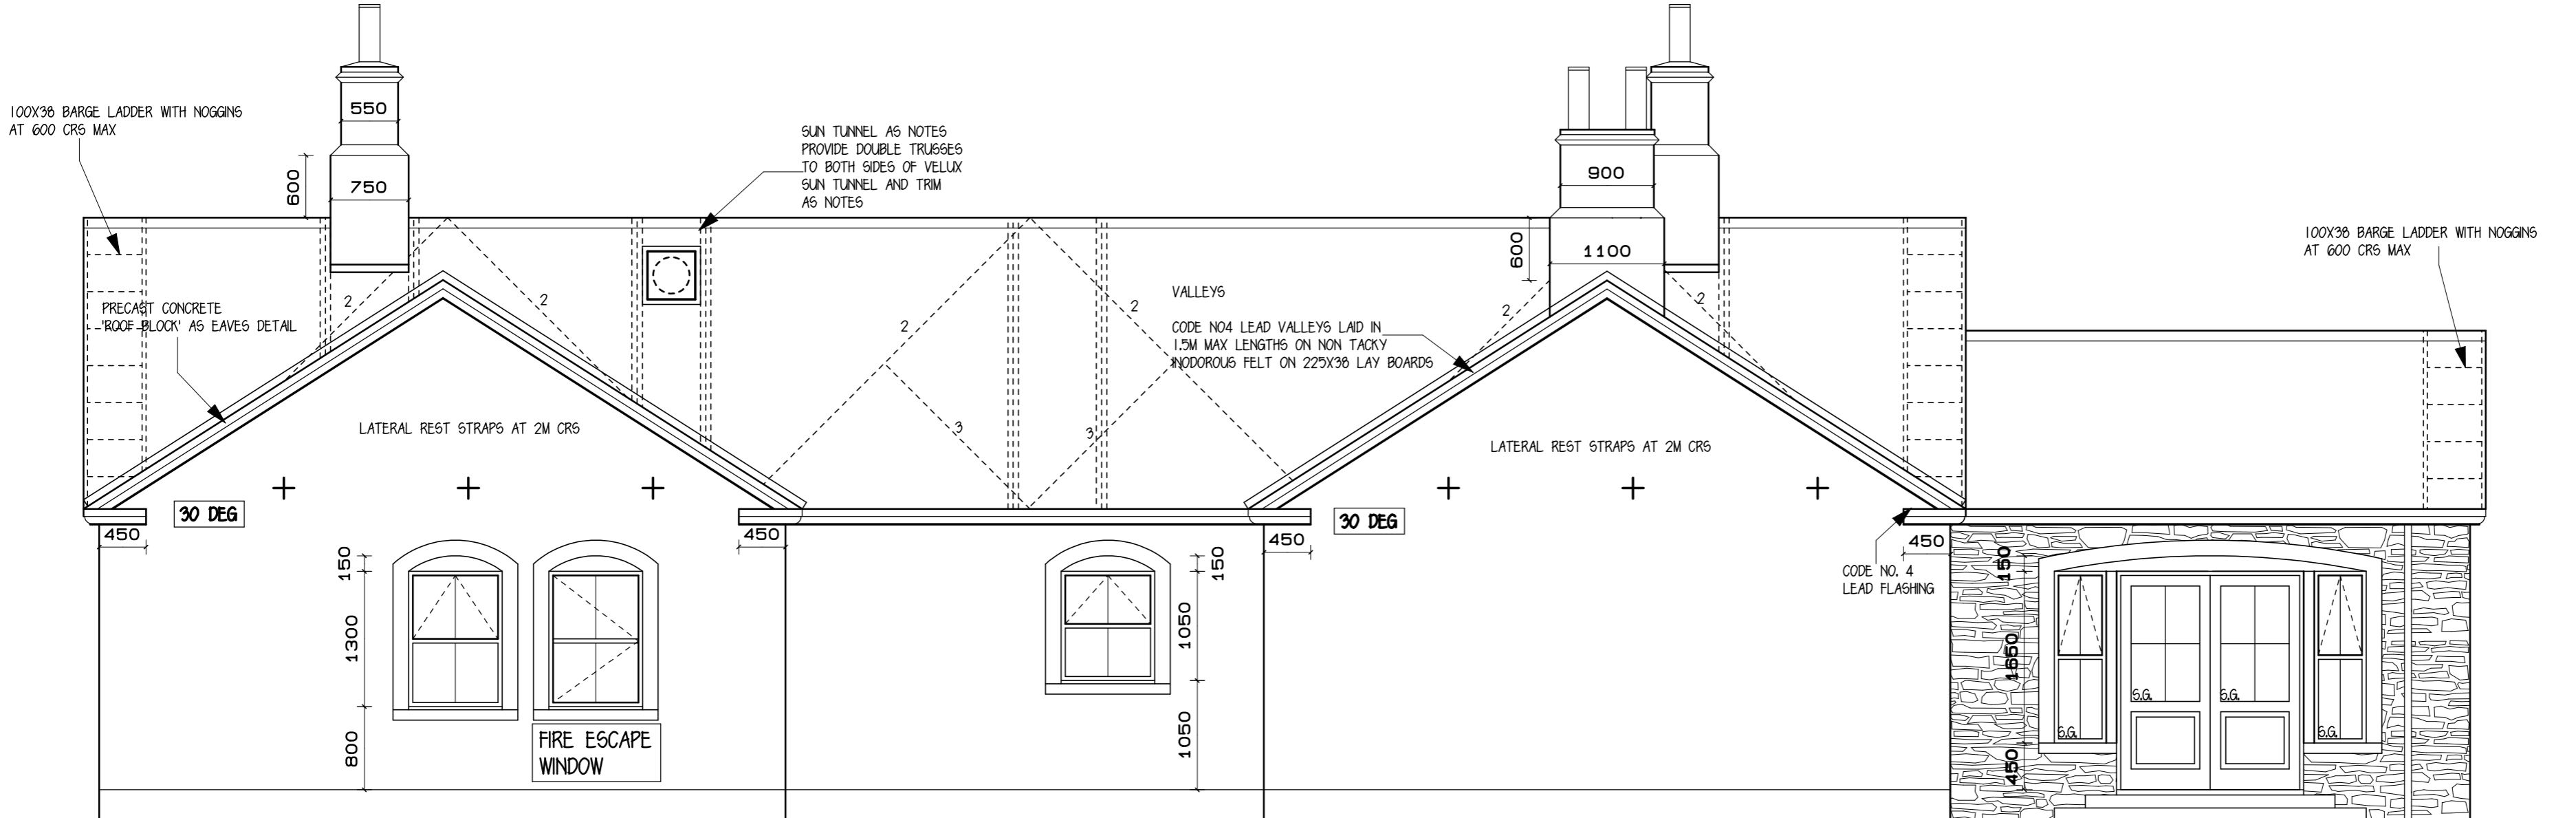 100X38 BARGE LADDER WITH NOGGINS
AT 600 CRS MAX
550
750
600
SUN TUNNEL AS NOTES
PROVIDE DOUBLE TRUSSES
TO BOTH SIDES OF VELUX
SUN TUNNEL AND TRIM
AS NOTES
900
1100
600
100X38 BARGE LADDER WITH NOGGINS
AT 600 CRS MAX
PRECAST CONCRETE
'ROOF BLOCK' AS EAVES DETAIL
2
2
2
2
2
2
3
3
VALLEYS
CODE NO4 LEAD VALLEYS LAID IN
1.5M MAX LENGTHS ON NON TACKY
INODOROUS FELT ON 225X38 LAY BOARDS
LATERAL REST STRAPS AT 2M CRS
LATERAL REST STRAPS AT 2M CRS
30 DEG
30 DEG
450
450
450
450
150
1300
800
FIRE ESCAPE
WINDOW
150
1050
1050
CODE NO. 4
LEAD FLASHING
150
1650
450
S.G.
S.G.
S.G.
S.G.